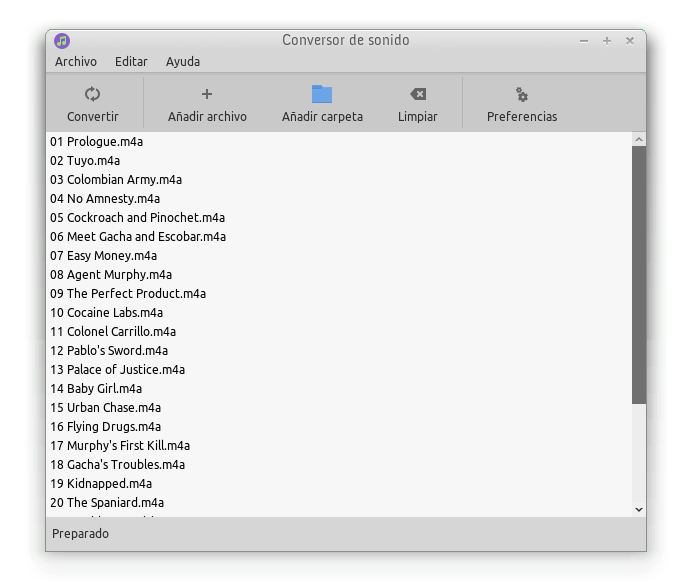 Conversor de sonido
Archivo Editar Ayuda
Convertir Añadir archivo Añadir carpeta Limpiar Preferencias
01 Prologue.m4a
02 Tuyo.m4a
03 Colombian Army.m4a
04 No Amnesty.m4a
05 Cockroach and Pinochet.m4a
06 Meet Gacha and Escobar.m4a
07 Easy Money.m4a
08 Agent Murphy.m4a
09 The Perfect Product.m4a
10 Cocaine Labs.m4a
11 Colonel Carrillo.m4a
12 Pablo's Sword.m4a
13 Palace of Justice.m4a
14 Baby Girl.m4a
15 Urban Chase.m4a
16 Flying Drugs.m4a
17 Murphy's First Kill.m4a
18 Gacha's Troubles.m4a
19 Kidnapped.m4a
20 The Spaniard.m4a
Preparado